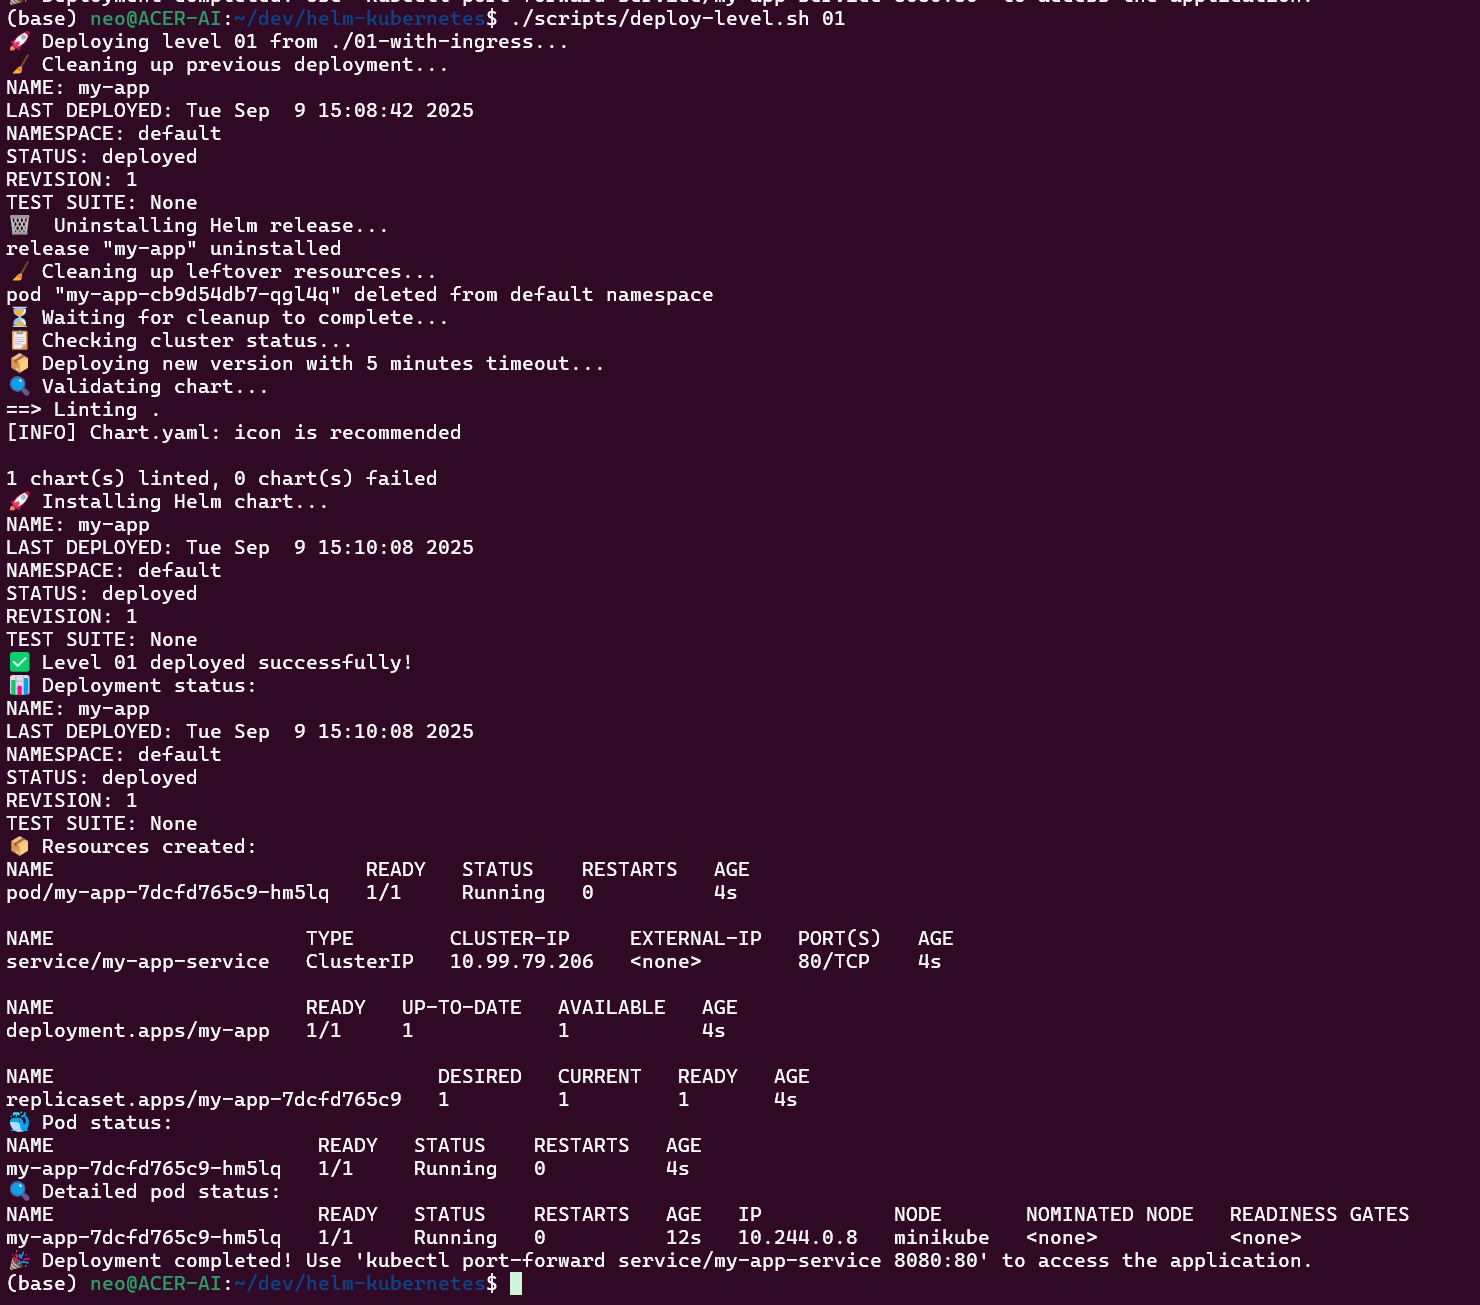 (base) neo@ACER-AI:~/dev/helm-kubernetes$ ./scripts/deploy-level.sh 01
🚀 Deploying level 01 from ./01-with-ingress...
🧹 Cleaning up previous deployment...
NAME: my-app
LAST DEPLOYED: Tue Sep  9 15:08:42 2025
NAMESPACE: default
STATUS: deployed
REVISION: 1
TEST SUITE: None
🗑️  Uninstalling Helm release...
release "my-app" uninstalled
🧹 Cleaning up leftover resources...
pod "my-app-cb9d54db7-qgl4q" deleted from default namespace
⏳ Waiting for cleanup to complete...
📋 Checking cluster status...
📦 Deploying new version with 5 minutes timeout...
🔍 Validating chart...
==> Linting .
[INFO] Chart.yaml: icon is recommended

1 chart(s) linted, 0 chart(s) failed
🚀 Installing Helm chart...
NAME: my-app
LAST DEPLOYED: Tue Sep  9 15:10:08 2025
NAMESPACE: default
STATUS: deployed
REVISION: 1
TEST SUITE: None
✅ Level 01 deployed successfully!
📊 Deployment status:
NAME: my-app
LAST DEPLOYED: Tue Sep  9 15:10:08 2025
NAMESPACE: default
STATUS: deployed
REVISION: 1
TEST SUITE: None
📦 Resources created:
NAME                          READY   STATUS    RESTARTS   AGE
pod/my-app-7dcfd765c9-hm5lq   1/1     Running   0          4s

NAME                     TYPE        CLUSTER-IP     EXTERNAL-IP   PORT(S)   AGE
service/my-app-service   ClusterIP   10.99.79.206   <none>        80/TCP    4s

NAME                     READY   UP-TO-DATE   AVAILABLE   AGE
deployment.apps/my-app   1/1     1            1           4s

NAME                                DESIRED   CURRENT   READY   AGE
replicaset.apps/my-app-7dcfd765c9   1         1         1       4s
🐳 Pod status:
NAME                      READY   STATUS    RESTARTS   AGE
my-app-7dcfd765c9-hm5lq   1/1     Running   0          4s
🔍 Detailed pod status:
NAME                      READY   STATUS    RESTARTS   AGE   IP           NODE       NOMINATED NODE   READINESS GATES
my-app-7dcfd765c9-hm5lq   1/1     Running   0          12s   10.244.0.8   minikube   <none>           <none>
🎉 Deployment completed! Use 'kubectl port-forward service/my-app-service 8080:80' to access the application.
(base) neo@ACER-AI:~/dev/helm-kubernetes$